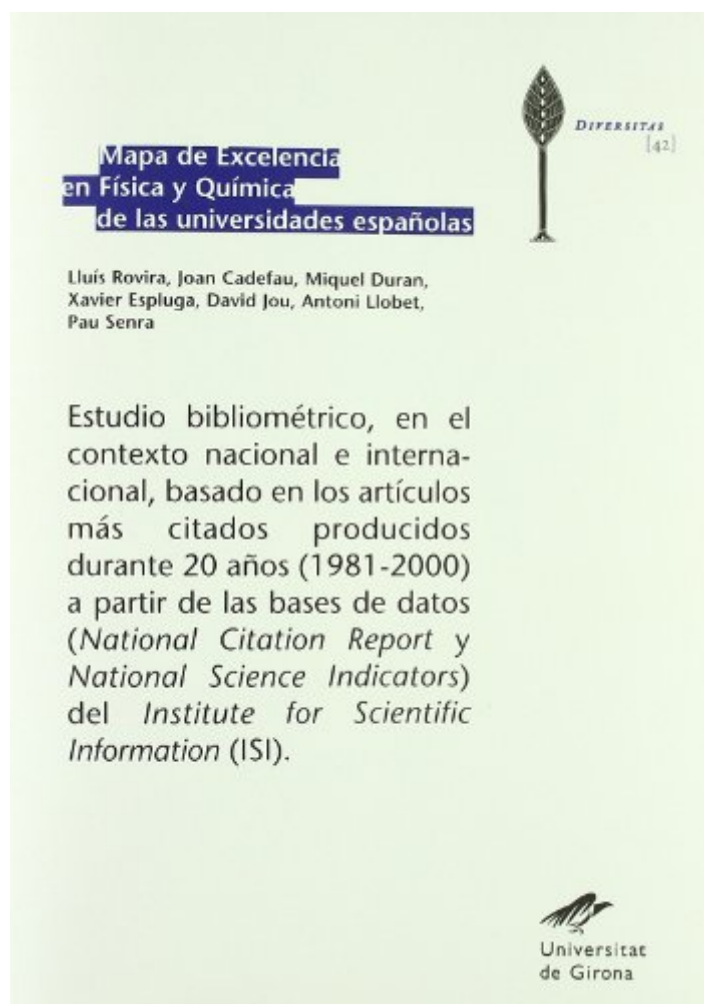 DIVERSITAS
[42]
Mapa de Excelencia
en Física y Química
de las universidades españolas
Lluís Rovira, Joan Cadefau, Miquel Duran,
Xavier Espluga, David Jou, Antoni Llobet,
Pau Senra
Estudio bibliométrico, en el
contexto nacional e interna-
cional, basado en los artículos
más citados producidos
durante 20 años (1981-2000)
a partir de las bases de datos
(National Citation Report y
National Science Indicators)
del Institute for Scientific
Information (ISI).
Universitat
de Girona